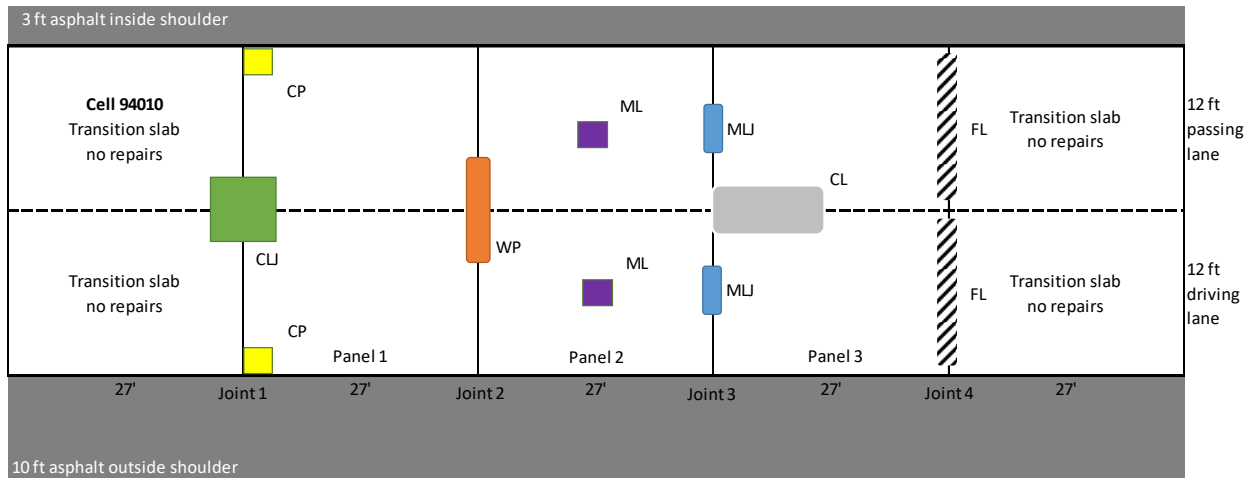 3 ft asphalt inside shoulder
CP
Cell 94010
Transition slab
no repairs
ML
MLJ
FL
Transition slab
no repairs
12 ft
passing
lane
CL
WP
CLJ
Transition slab
no repairs
ML
MLJ
FL
Transition slab
no repairs
12 ft
driving
lane
CP
Panel 1
Panel 2
Panel 3
27' Joint 1 27' Joint 2 27' Joint 3 27' Joint 4 27'
10 ft asphalt outside shoulder